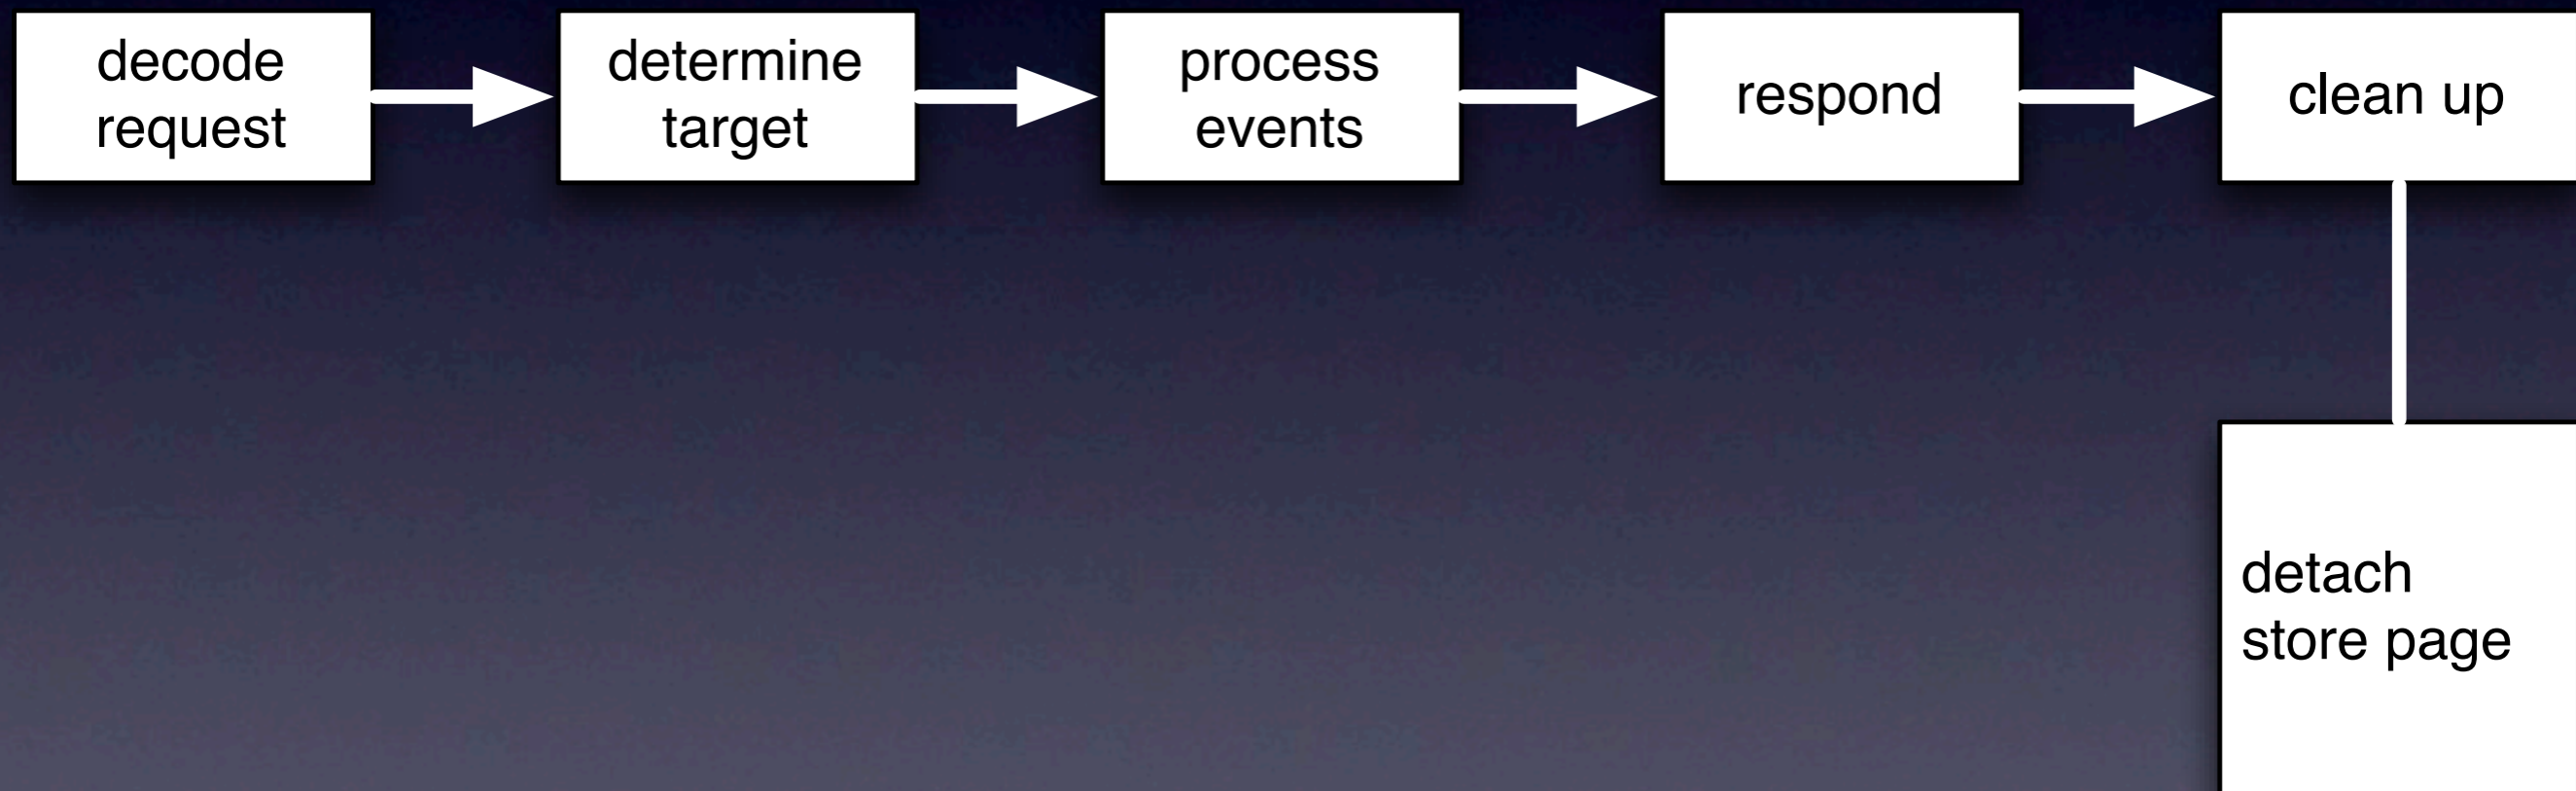 decode
request
determine
target
process
events
respond
clean up
detach
store page